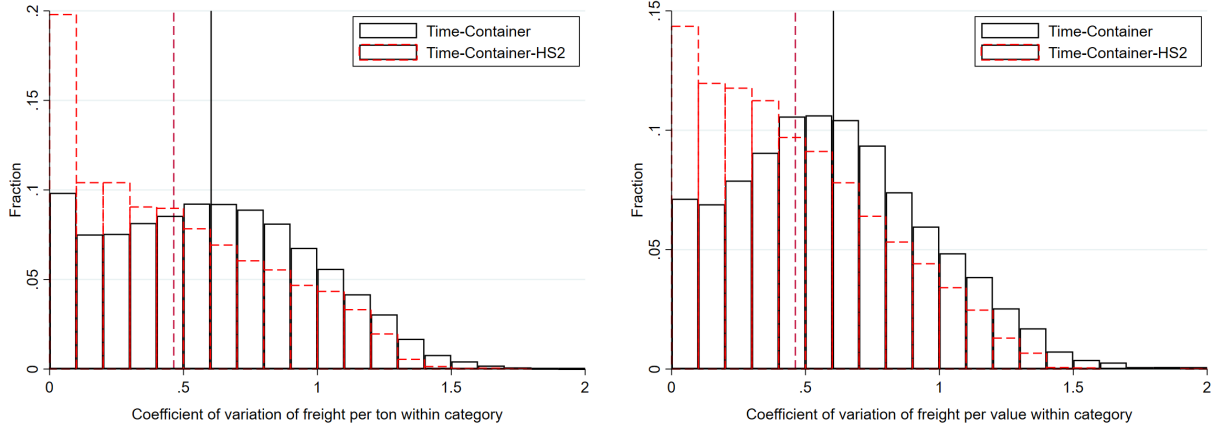 .2
.15
.1
.05
0
Fraction
0
.5
1
1.5
2
Coefficient of variation of freight per ton within category
Time-Container
Time-Container-HS2
.15
.1
.05
0
Fraction
0
.5
1
1.5
2
Coefficient of variation of freight per value within category
Time-Container
Time-Container-HS2